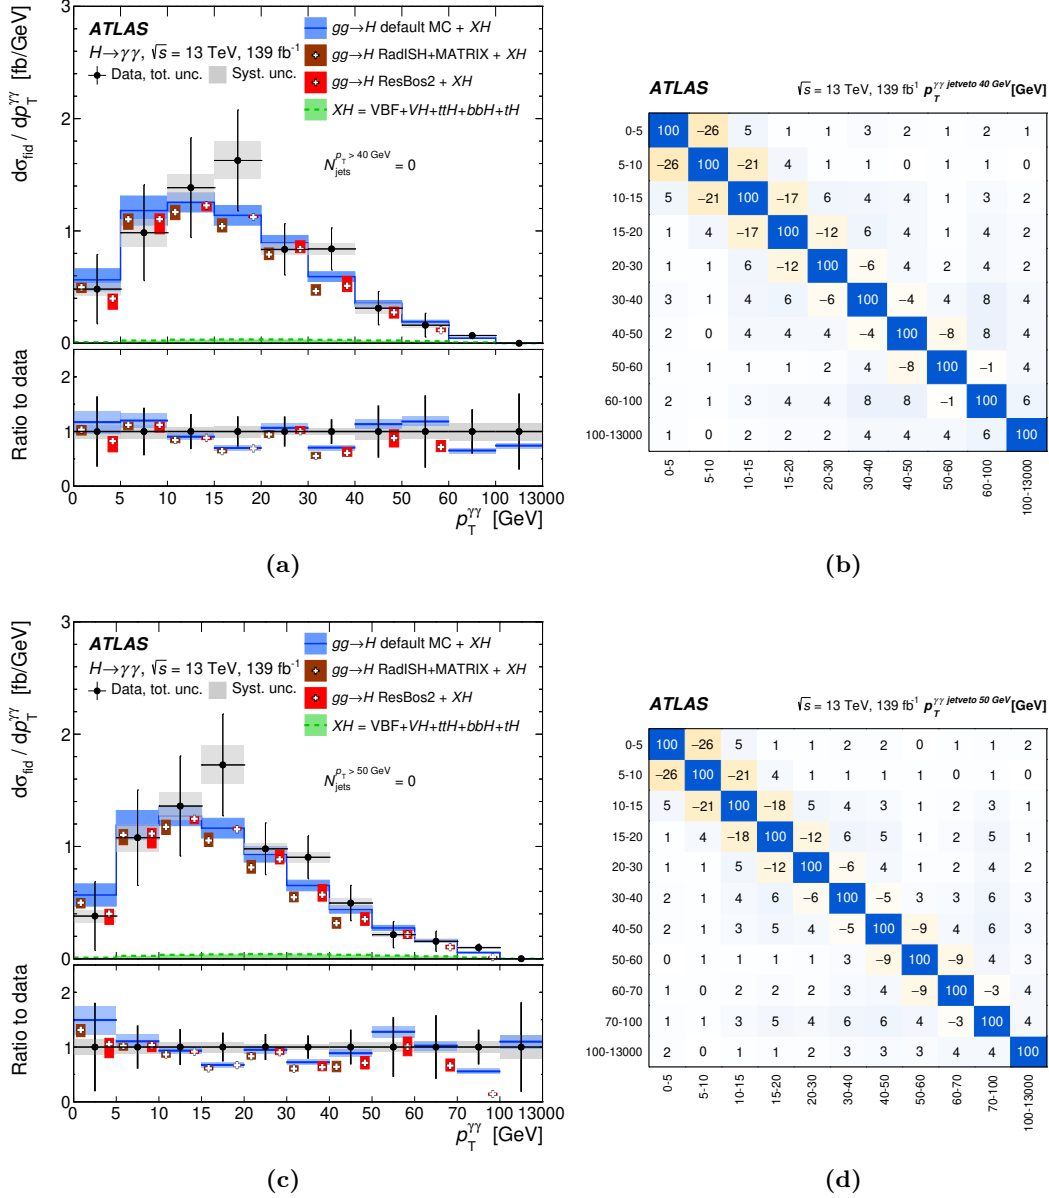 ATLAS
H→γγ, √s = 13 TeV, 139 fb-1
Data, tot. unc. Syst. unc.
gg→H default MC + XH
gg→H RadISH+MATRIX + XH
gg→H ResBos2 + XH
XH = VBF+VH+ttH+bbH+tH
N_jets^{p_T > 40 GeV} = 0
dσ_fid / dp_T^γγ [fb/GeV]
3
2
1
0
Ratio to data
2
1
0
0 5 10 15 20 30 40 50 60 100 13000
p_T^γγ [GeV]
(a)
ATLAS
√s = 13 TeV, 139 fb-1 p_T^{γγ jetveto 40 GeV}[GeV]
0-5 100 −26 5 1 1 3 2 1 2 1
5-10 −26 100 −21 4 1 1 0 1 1 0
10-15 5 −21 100 −17 6 4 4 1 3 2
15-20 1 4 −17 100 −12 6 4 1 4 2
20-30 1 1 6 −12 100 −6 4 2 4 2
30-40 3 1 4 6 −6 100 −4 4 8 4
40-50 2 0 4 4 4 −4 100 −8 8 4
50-60 1 1 1 1 2 4 −8 100 −1 4
60-100 2 1 3 4 4 8 8 −1 100 6
100-13000 1 0 2 2 2 4 4 4 6 100
0-5 5-10 10-15 15-20 20-30 30-40 40-50 50-60 60-100 100-13000
(b)
ATLAS
H→γγ, √s = 13 TeV, 139 fb-1
Data, tot. unc. Syst. unc.
gg→H default MC + XH
gg→H RadISH+MATRIX + XH
gg→H ResBos2 + XH
XH = VBF+VH+ttH+bbH+tH
N_jets^{p_T > 50 GeV} = 0
dσ_fid / dp_T^γγ [fb/GeV]
3
2
1
0
Ratio to data
2
1
0
0 5 10 15 20 30 40 50 60 70 100 13000
p_T^γγ [GeV]
(c)
ATLAS
√s = 13 TeV, 139 fb-1 p_T^{γγ jetveto 50 GeV}[GeV]
0-5 100 −26 5 1 1 2 2 0 1 1 2
5-10 −26 100 −21 4 1 1 1 1 0 1 0
10-15 5 −21 100 −18 5 4 3 1 2 3 1
15-20 1 4 −18 100 −12 6 5 1 2 5 1
20-30 1 1 5 −12 100 −6 4 1 2 4 2
30-40 2 1 4 6 −6 100 −5 3 3 6 3
40-50 2 1 3 5 4 −5 100 −9 4 6 3
50-60 0 1 1 1 1 3 −9 100 −9 4 3
60-70 1 0 2 2 2 3 4 −9 100 −3 4
70-100 1 1 3 5 4 6 6 4 −3 100 4
100-13000 2 0 1 1 2 3 3 3 4 4 100
0-5 5-10 10-15 15-20 20-30 30-40 40-50 50-60 60-70 70-100 100-13000
(d)